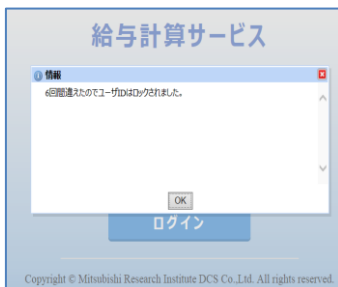 給与計算サービス
情報
6回間違えたのでユーザIDはロックされました。
OK
ログイン
Copyright © Mitsubishi Research Institute DCS Co.,Ltd. All rights reserved.